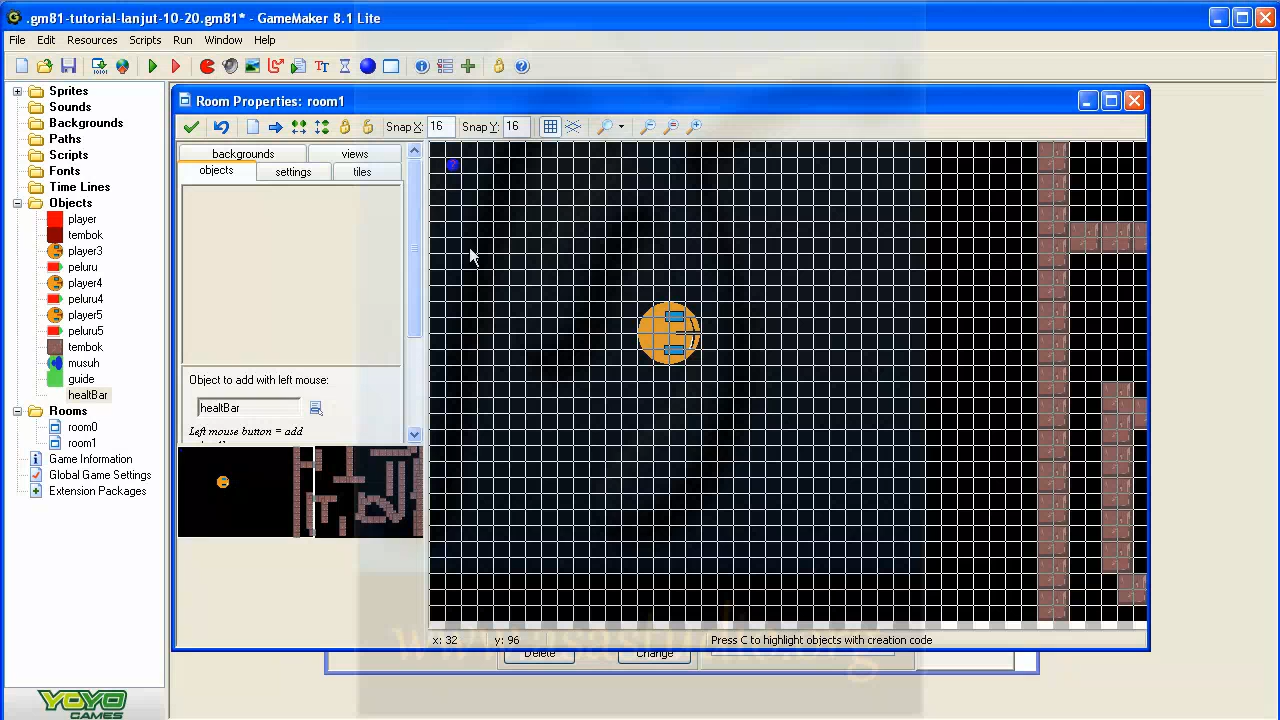 .gm81-tutorial-lanjut-10-20.gm81* - GameMaker 8.1 Lite
File Edit Resources Scripts Run Window Help
Sprites
Sounds
Backgrounds
Paths
Scripts
Fonts
Time Lines
Objects
player
tembok
player3
peluru
player4
peluru4
player5
peluru5
tembok
musuh
guide
healtBar
Rooms
room0
room1
Game Information
Global Game Settings
Extension Packages
YOYO
GAMES
Room Properties: room1
Snap X: 16 Snap Y: 16
backgrounds views
objects settings tiles
Object to add with left mouse:
healtBar
Left mouse button = add
x: 32 y: 96 Press C to highlight objects with creation code
Delete Change